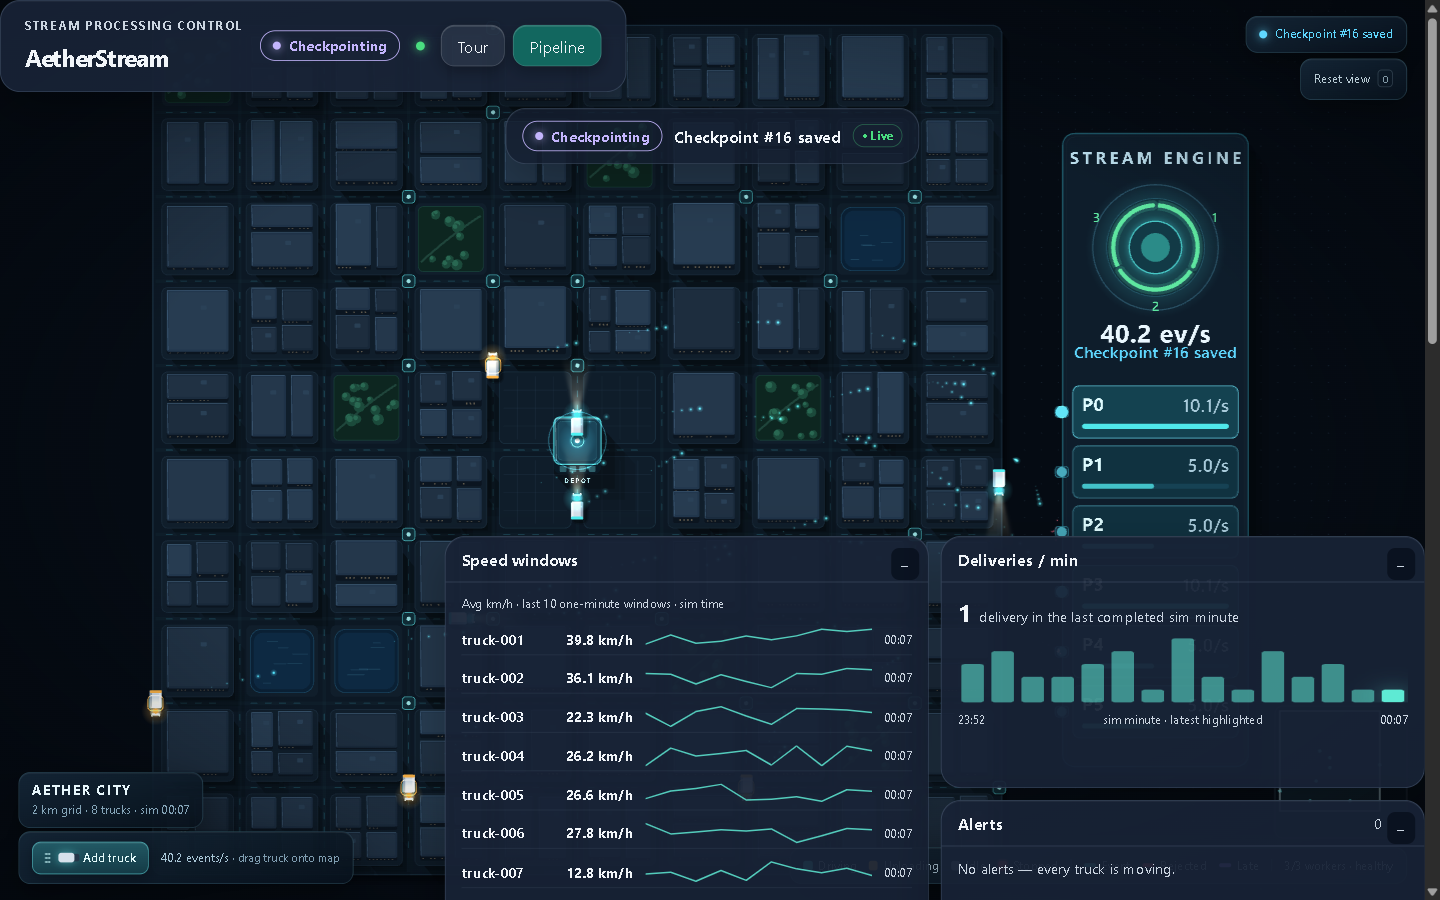 STREAM PROCESSING CONTROL
AetherStream
Checkpointing
Tour
Pipeline
Checkpoint #16 saved
Reset view 0
Checkpointing Checkpoint #16 saved • Live
STREAM ENGINE
3 1
2
40.2 ev/s
Checkpoint #16 saved
P0 10.1/s
P1 5.0/s
P2 5.0/s
P3 10.1/s
P4 5.0/s
DEPOT
Speed windows –
Avg km/h · last 10 one-minute windows · sim time
truck-001 39.8 km/h 00:07
truck-002 36.1 km/h 00:07
truck-003 22.3 km/h 00:07
truck-004 26.2 km/h 00:07
truck-005 26.6 km/h 00:07
truck-006 27.8 km/h 00:07
truck-007 12.8 km/h 00:07
Deliveries / min –
1 delivery in the last completed sim minute
23:52 sim minute · latest highlighted 00:07
Alerts 0 –
No alerts — every truck is moving.
AETHER CITY
2 km grid · 8 trucks · sim 00:07
Add truck
40.2 events/s · drag truck onto map